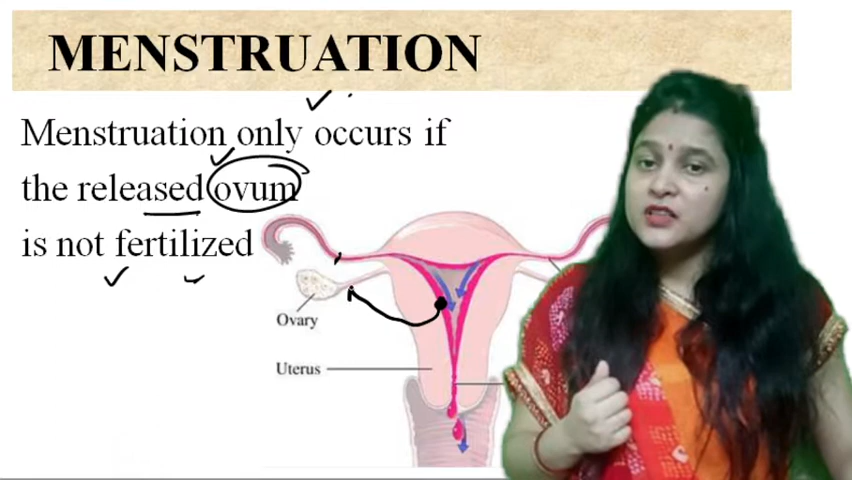 MENSTRUATION
Menstruation only occurs if
the released ovum
is not fertilized
Ovary
Uterus